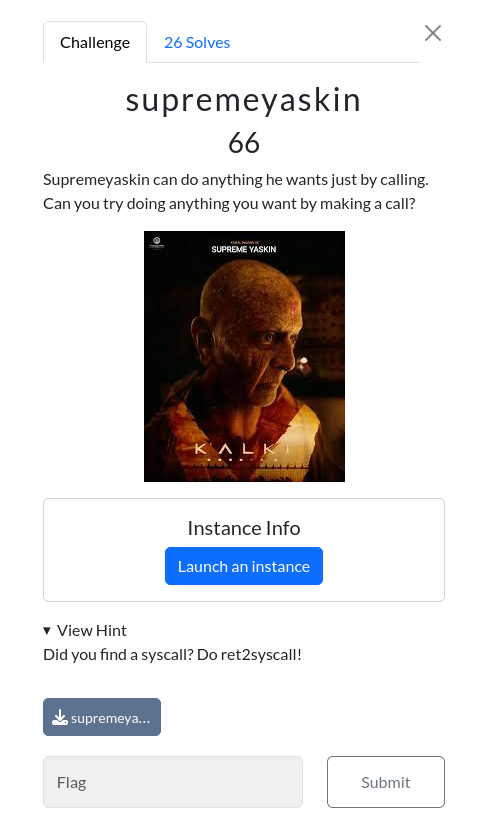 Challenge
26 Solves
supremeyaskin
66
Supremeyaskin can do anything he wants just by calling.
Can you try doing anything you want by making a call?
SUPREME YASKIN
KALKI
Instance Info
Launch an instance
▾ View Hint
Did you find a syscall? Do ret2syscall!
supremeya...
Flag
Submit